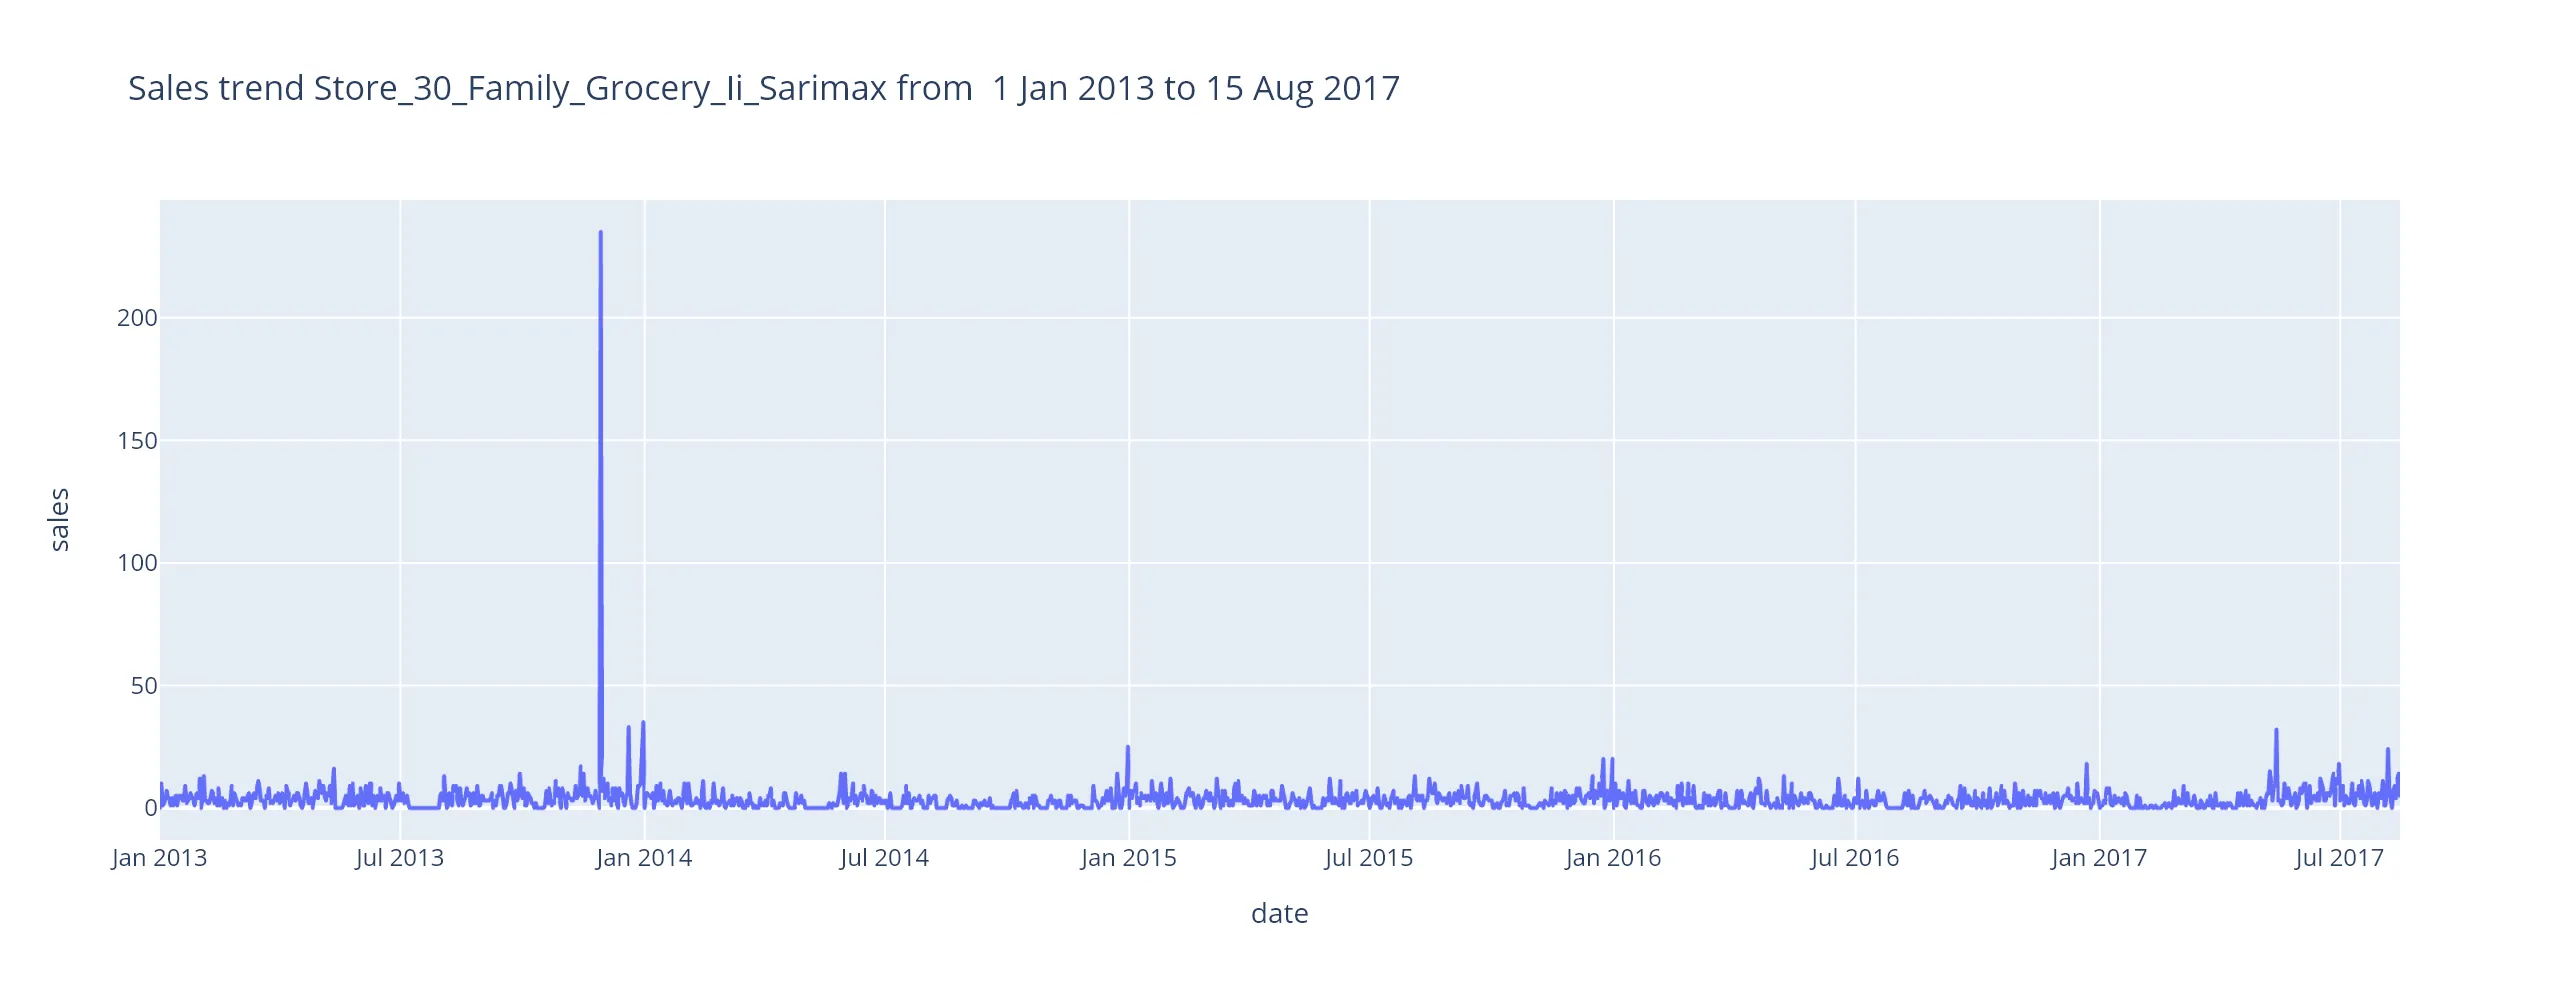 Sales trend Store_30_Family_Grocery_Ii_Sarimax from  1 Jan 2013 to 15 Aug 2017
200
150
100
50
0
sales
Jan 2013 Jul 2013 Jan 2014 Jul 2014 Jan 2015 Jul 2015 Jan 2016 Jul 2016 Jan 2017 Jul 2017
date